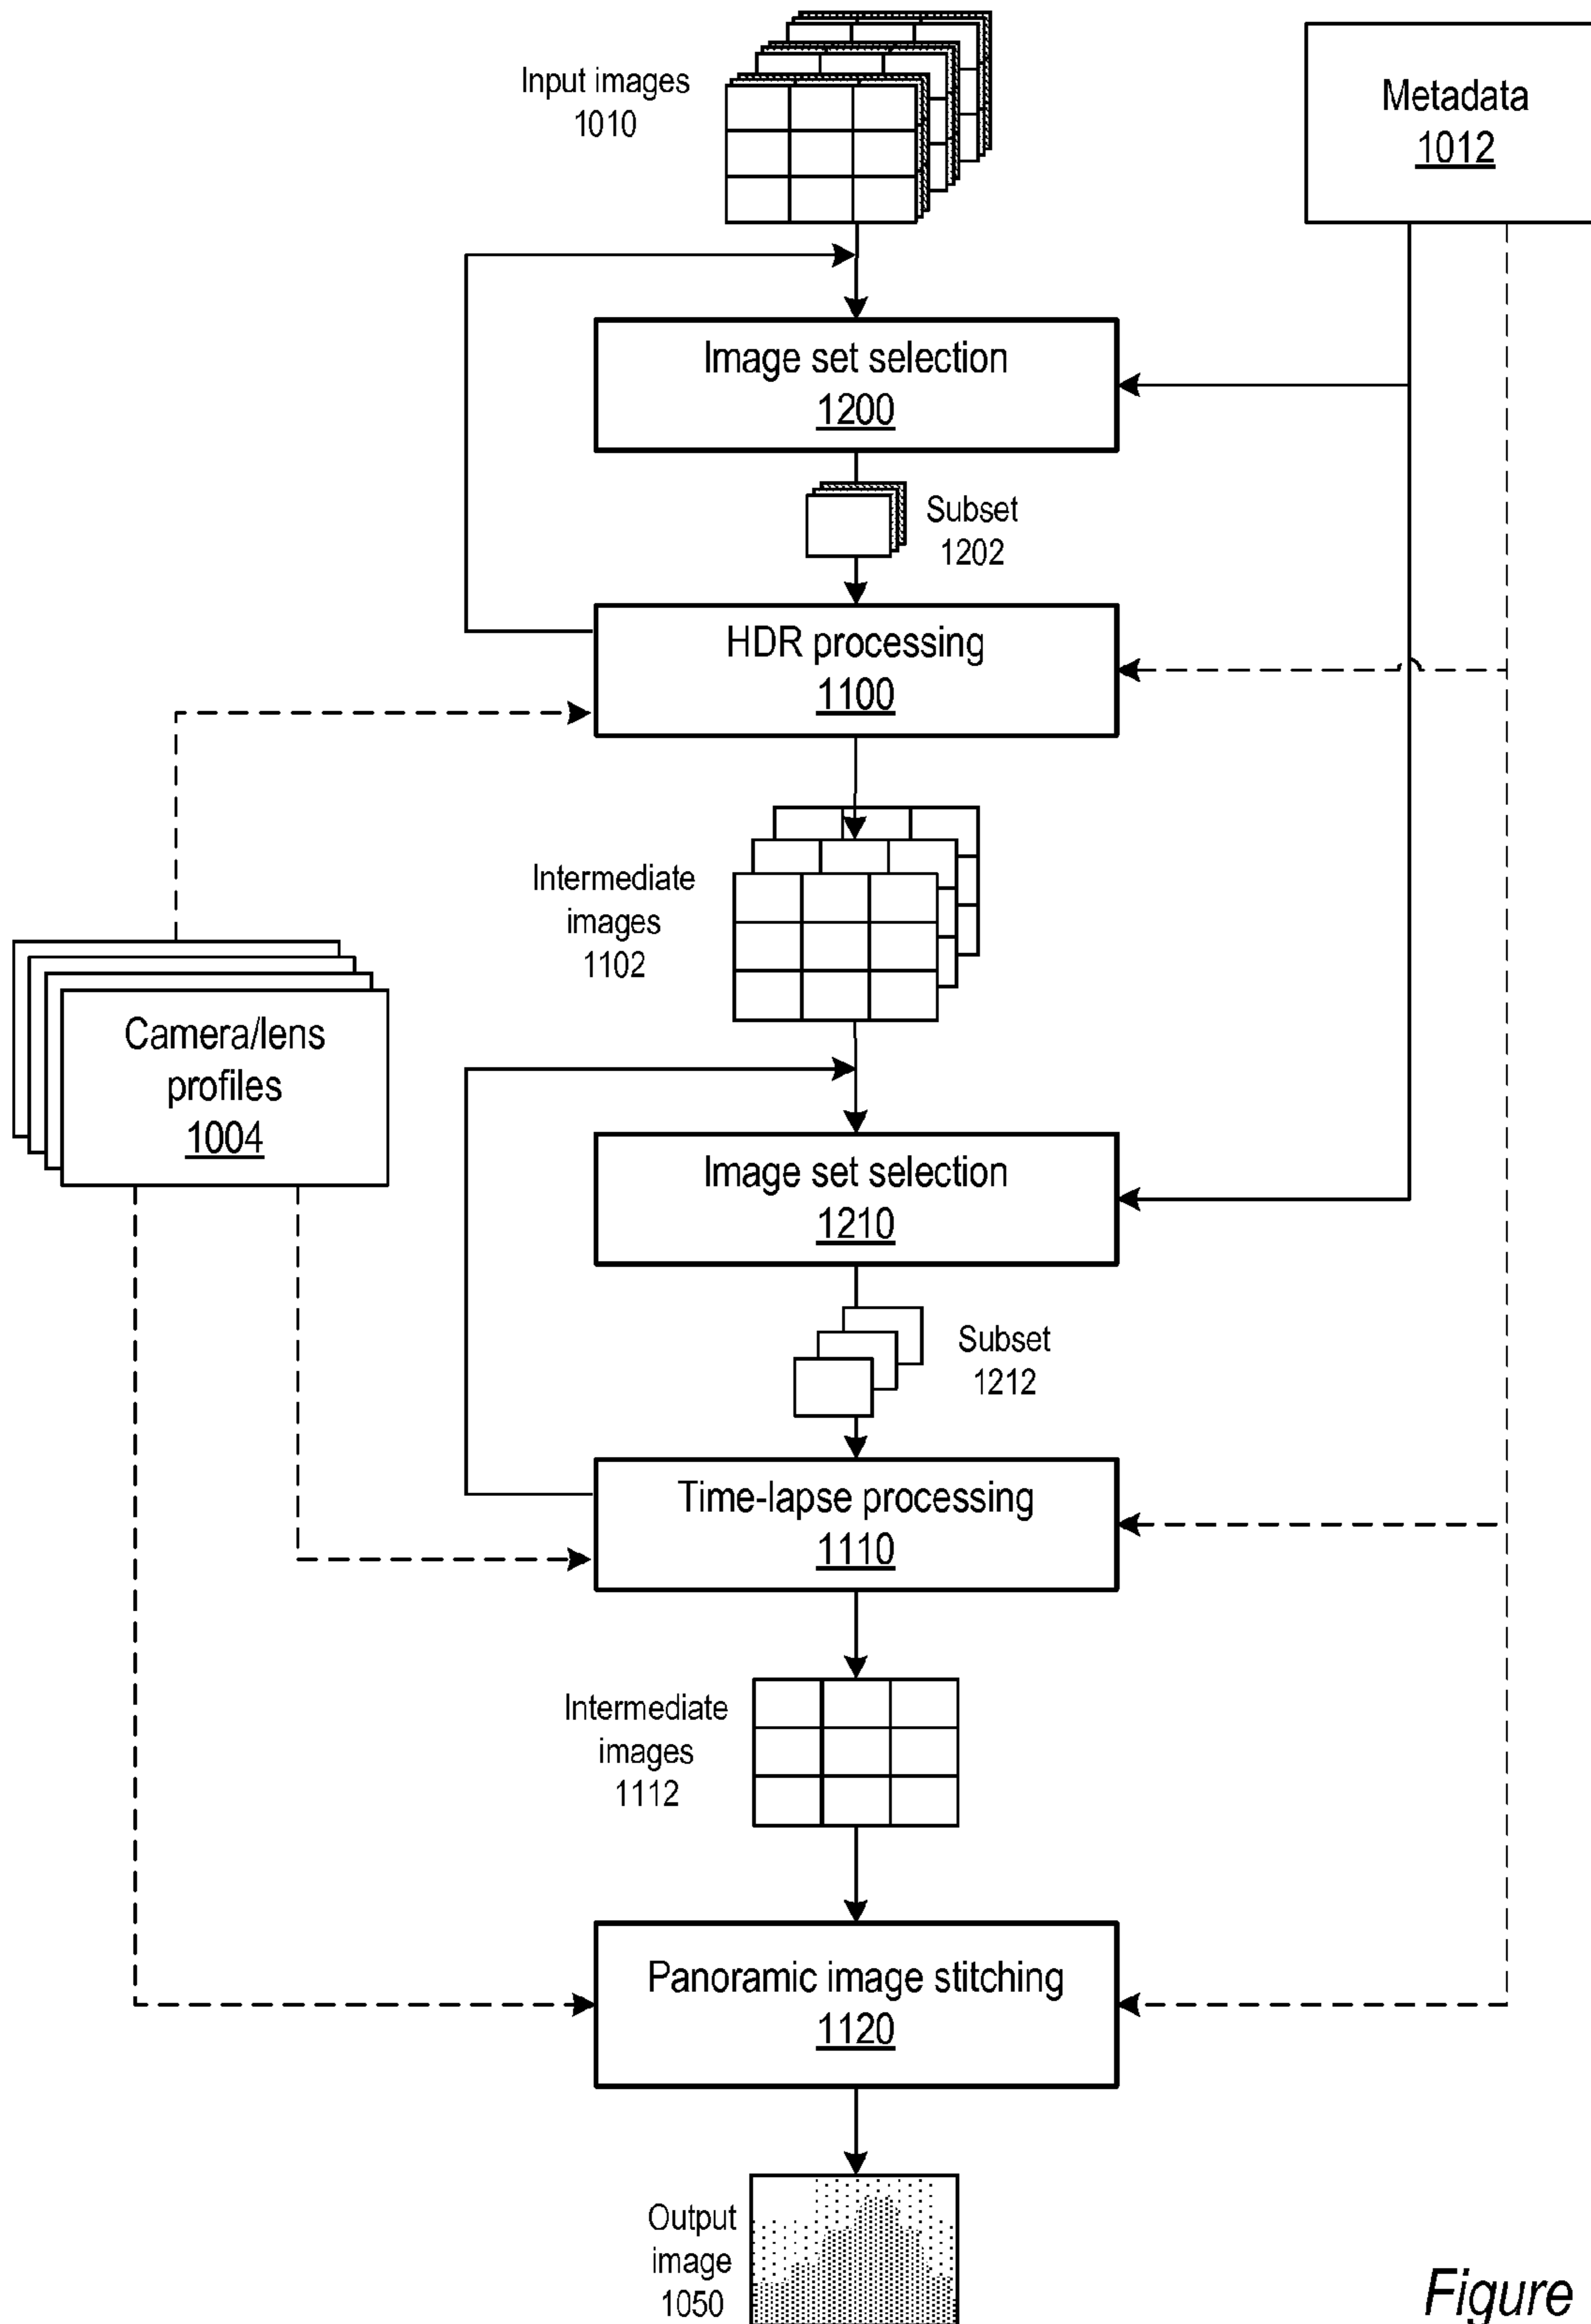 Input images
1010
Metadata
1012
Image set selection
1200
Subset
1202
HDR processing
1100
Intermediate
images
1102
Camera/lens
profiles
1004
Image set selection
1210
Subset
1212
Time-lapse processing
1110
Intermediate
images
1112
Panoramic image stitching
1120
Output
image
1050
Figure